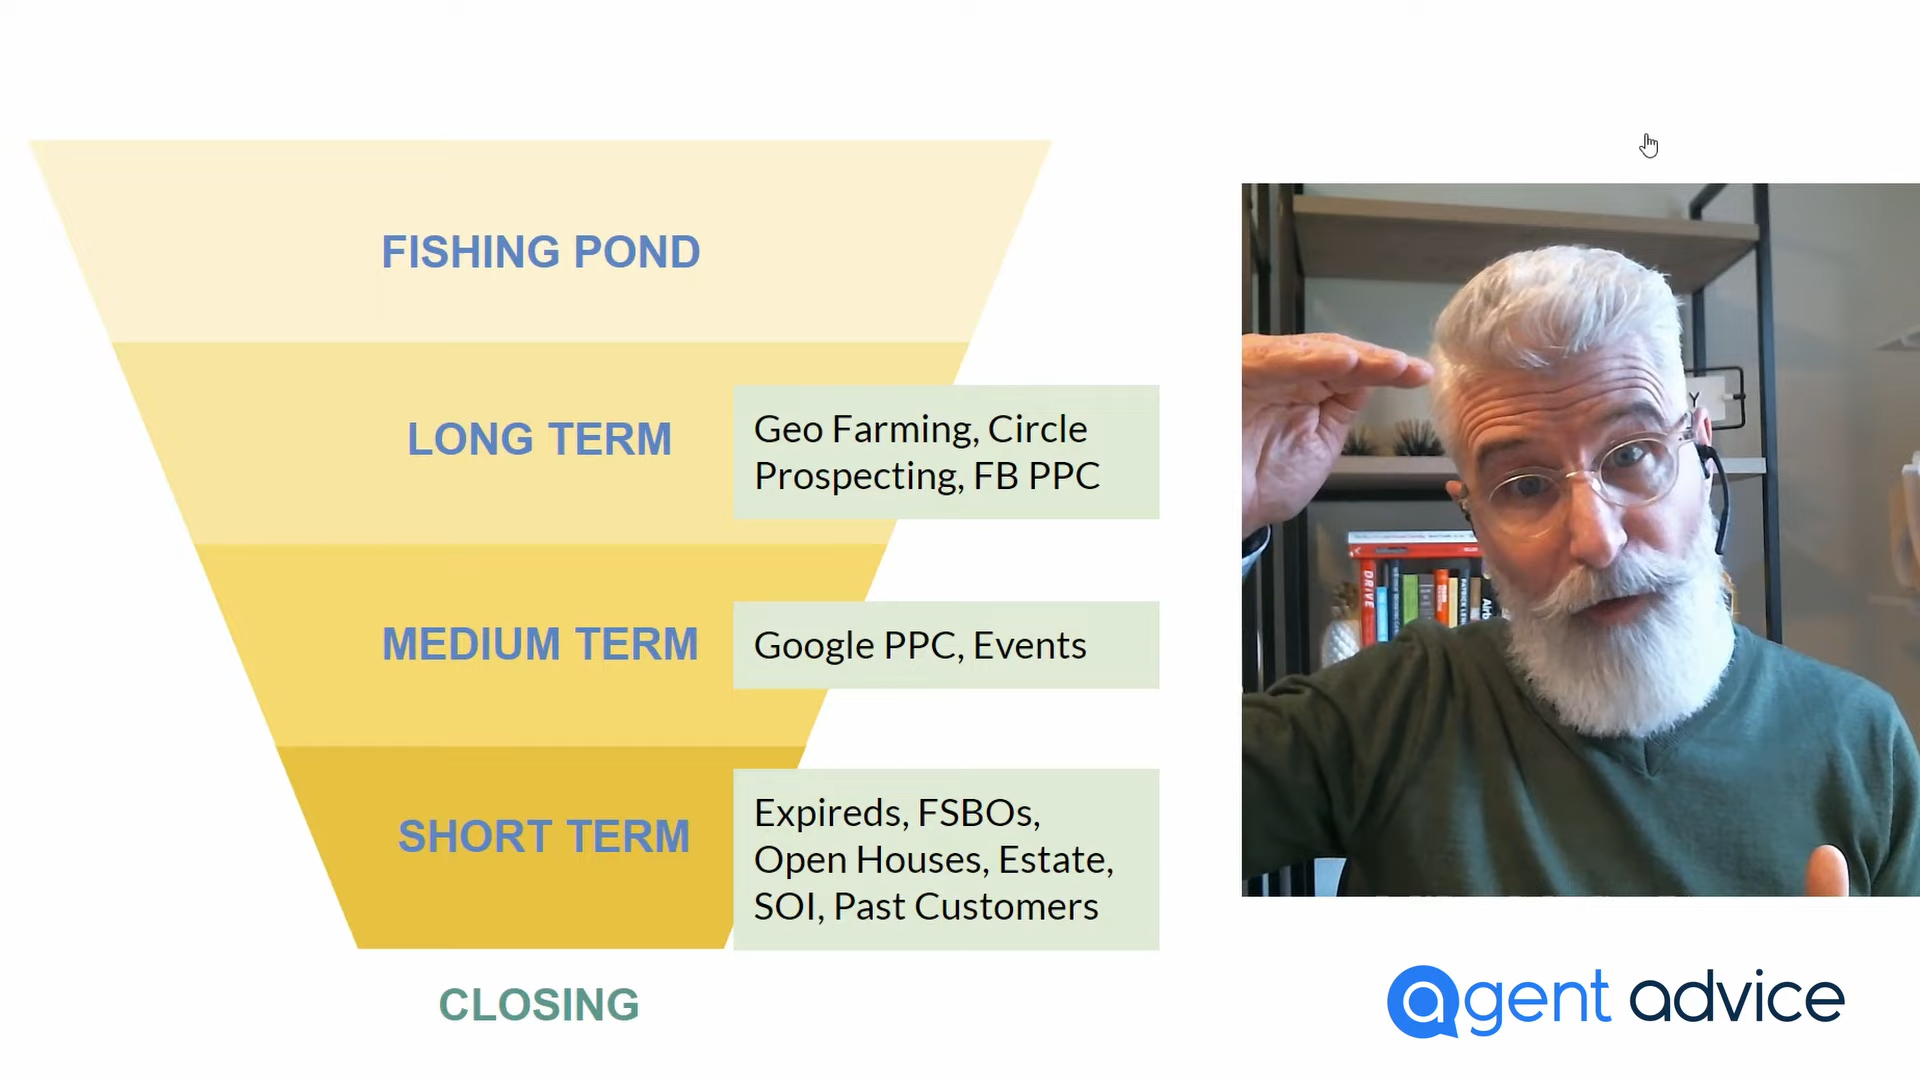 FISHING POND
LONG TERM
Geo Farming, Circle
Prospecting, FB PPC
MEDIUM TERM
Google PPC, Events
SHORT TERM
Expireds, FSBOs,
Open Houses, Estate,
SOI, Past Customers
CLOSING
Y
DRIVE
agent advice